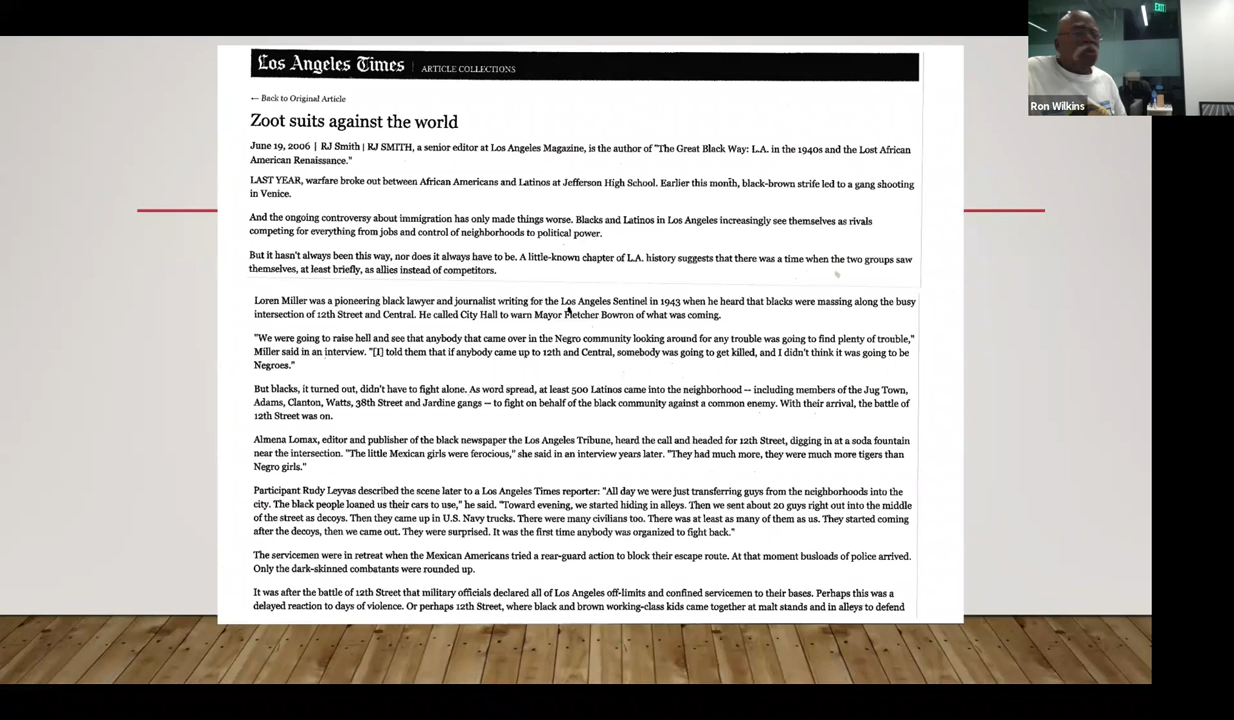 Los Angeles Times | ARTICLE COLLECTIONS
EXIT
Ron Wilkins
← Back to Original Article
Zoot suits against the world
June 19, 2006 | RJ Smith | RJ SMITH, a senior editor at Los Angeles Magazine, is the author of "The Great Black Way: L.A. in the 1940s and the Lost African
American Renaissance."
LAST YEAR, warfare broke out between African Americans and Latinos at Jefferson High School. Earlier this month, black-brown strife led to a gang shooting
in Venice.
And the ongoing controversy about immigration has only made things worse. Blacks and Latinos in Los Angeles increasingly see themselves as rivals
competing for everything from jobs and control of neighborhoods to political power.
But it hasn't always been this way, nor does it always have to be. A little-known chapter of L.A. history suggests that there was a time when the two groups saw
themselves, at least briefly, as allies instead of competitors.
Loren Miller was a pioneering black lawyer and journalist writing for the Los Angeles Sentinel in 1943 when he heard that blacks were massing along the busy
intersection of 12th Street and Central. He called City Hall to warn Mayor Fletcher Bowron of what was coming.
"We were going to raise hell and see that anybody that came over in the Negro community looking around for any trouble was going to find plenty of trouble,"
Miller said in an interview. "[I] told them that if anybody came up to 12th and Central, somebody was going to get killed, and I didn't think it was going to be
Negroes."
But blacks, it turned out, didn't have to fight alone. As word spread, at least 500 Latinos came into the neighborhood -- including members of the Jug Town,
Adams, Clanton, Watts, 38th Street and Jardine gangs -- to fight on behalf of the black community against a common enemy. With their arrival, the battle of
12th Street was on.
Almena Lomax, editor and publisher of the black newspaper the Los Angeles Tribune, heard the call and headed for 12th Street, digging in at a soda fountain
near the intersection. "The little Mexican girls were ferocious," she said in an interview years later. "They had much more, they were much more tigers than
Negro girls."
Participant Rudy Leyvas described the scene later to a Los Angeles Times reporter: "All day we were just transferring guys from the neighborhoods into the
city. The black people loaned us their cars to use," he said. "Toward evening, we started hiding in alleys. Then we sent about 20 guys right out into the middle
of the street as decoys. Then they came up in U.S. Navy trucks. There were many civilians too. There was at least as many of them as us. They started coming
after the decoys, then we came out. They were surprised. It was the first time anybody was organized to fight back."
The servicemen were in retreat when the Mexican Americans tried a rear-guard action to block their escape route. At that moment busloads of police arrived.
Only the dark-skinned combatants were rounded up.
It was after the battle of 12th Street that military officials declared all of Los Angeles off-limits and confined servicemen to their bases. Perhaps this was a
delayed reaction to days of violence. Or perhaps 12th Street, where black and brown working-class kids came together at malt stands and in alleys to defend